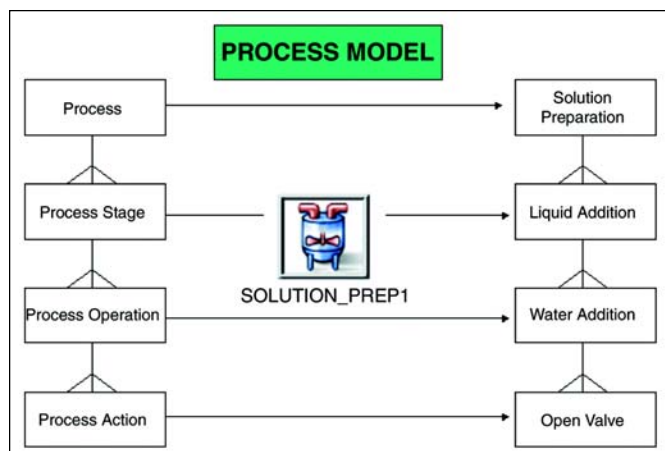 PROCESS MODEL
Process
Solution
Preparation
Process Stage
Liquid Addition
SOLUTION_PREP1
Process Operation
Water Addition
Process Action
Open Valve